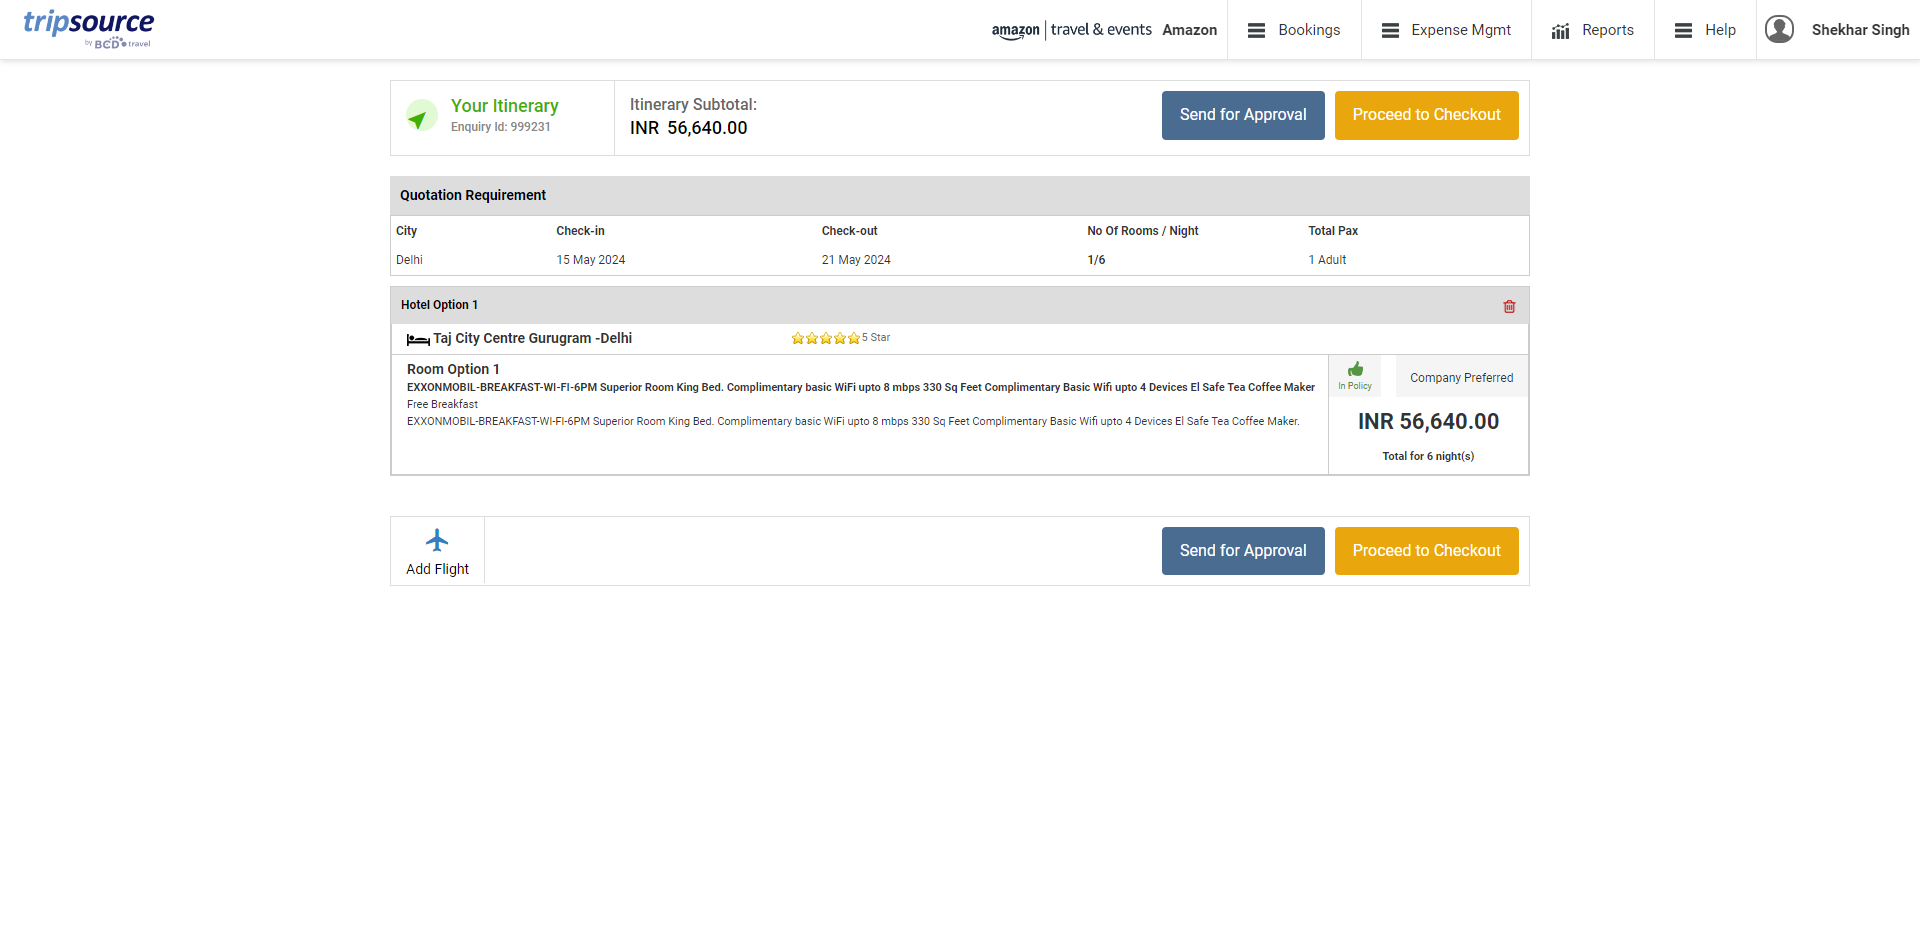 tripsource
by BCD travel
amazon | travel & events Amazon
Bookings
Expense Mgmt
Reports
Help
Shekhar Singh
Your Itinerary
Enquiry Id: 999231
Itinerary Subtotal:
INR 56,640.00
Send for Approval
Proceed to Checkout
Quotation Requirement
City Check-in Check-out No Of Rooms / Night Total Pax
Delhi 15 May 2024 21 May 2024 1/6 1 Adult
Hotel Option 1
Taj City Centre Gurugram -Delhi 5 Star
Room Option 1
EXXONMOBIL-BREAKFAST-WI-FI-6PM Superior Room King Bed. Complimentary basic WiFi upto 8 mbps 330 Sq Feet Complimentary Basic Wifi upto 4 Devices El Safe Tea Coffee Maker
Free Breakfast
EXXONMOBIL-BREAKFAST-WI-FI-6PM Superior Room King Bed. Complimentary basic WiFi upto 8 mbps 330 Sq Feet Complimentary Basic Wifi upto 4 Devices El Safe Tea Coffee Maker.
In Policy
Company Preferred
INR 56,640.00
Total for 6 night(s)
Add Flight
Send for Approval
Proceed to Checkout